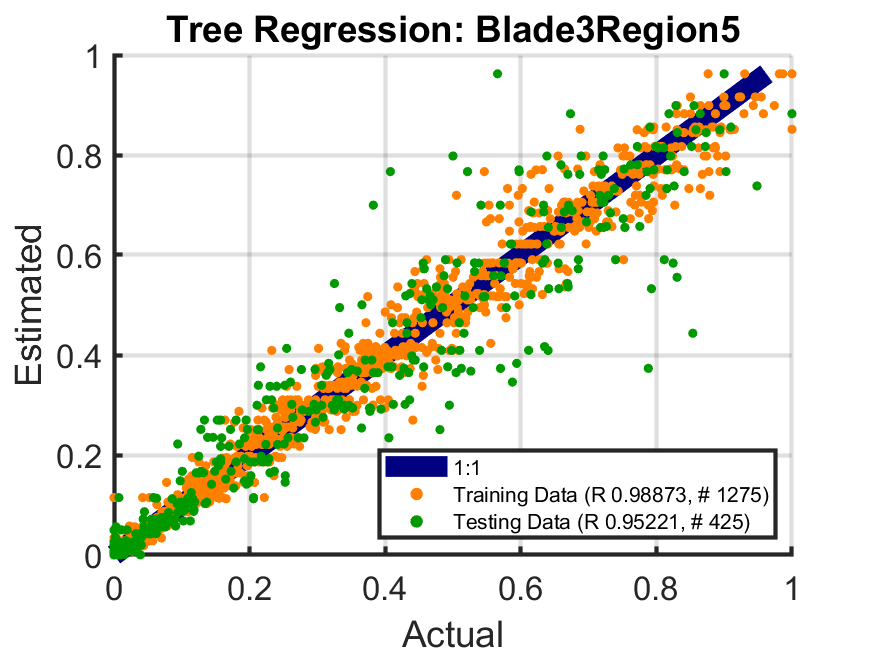 Tree Regression: Blade3Region5
1
0.8
0.6
0.4
0.2
0
Estimated
1:1
Training Data (R 0.98873, # 1275)
Testing Data (R 0.95221, # 425)
0 0.2 0.4 0.6 0.8 1
Actual